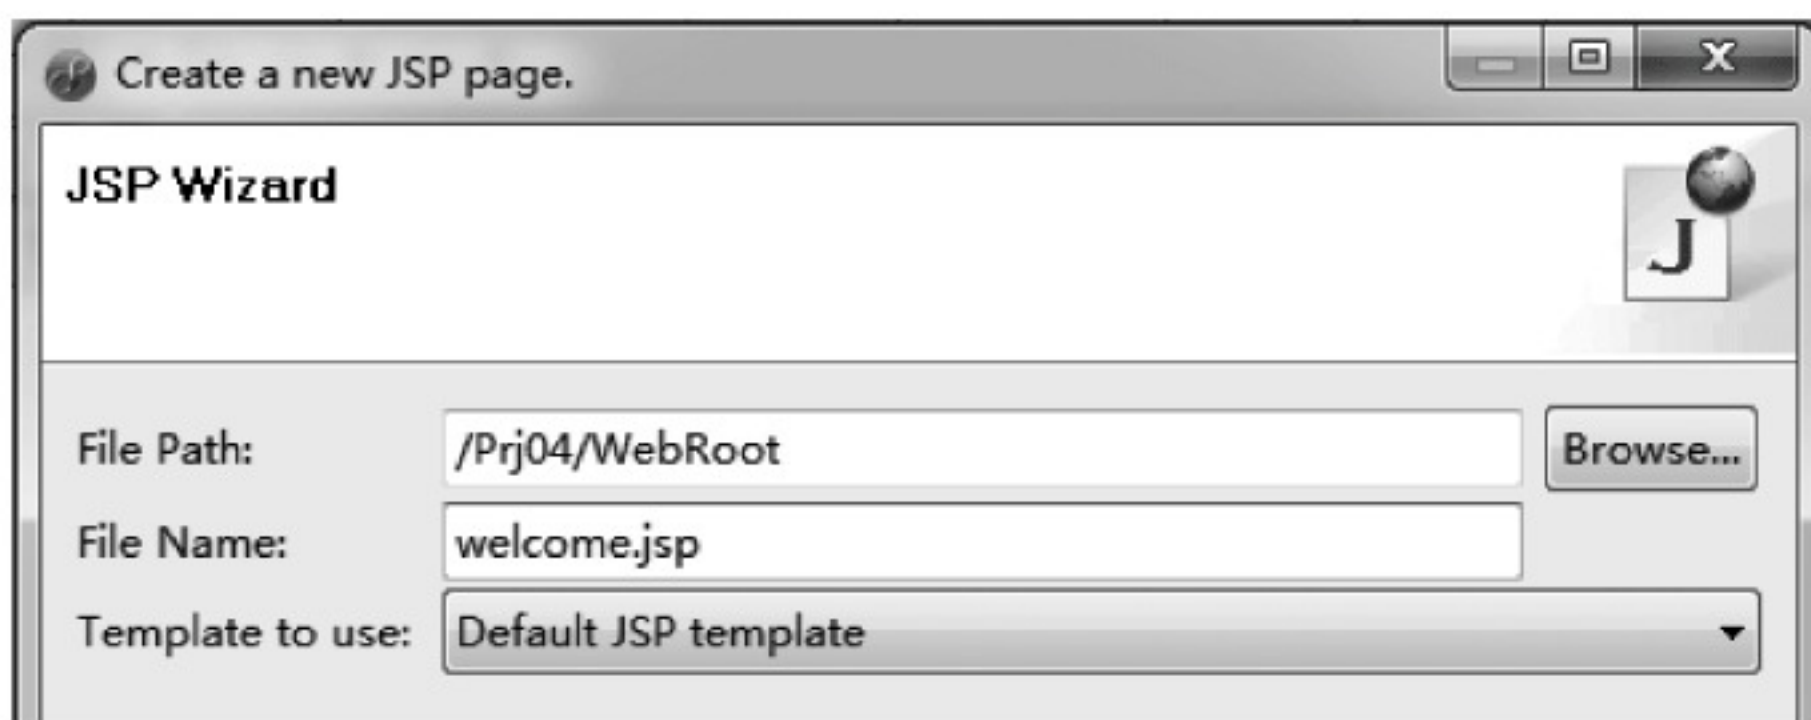 Create a new JSP page.
JSP Wizard
J
File Path: /Prj04/WebRoot Browse...
File Name: welcome.jsp
Template to use: Default JSP template